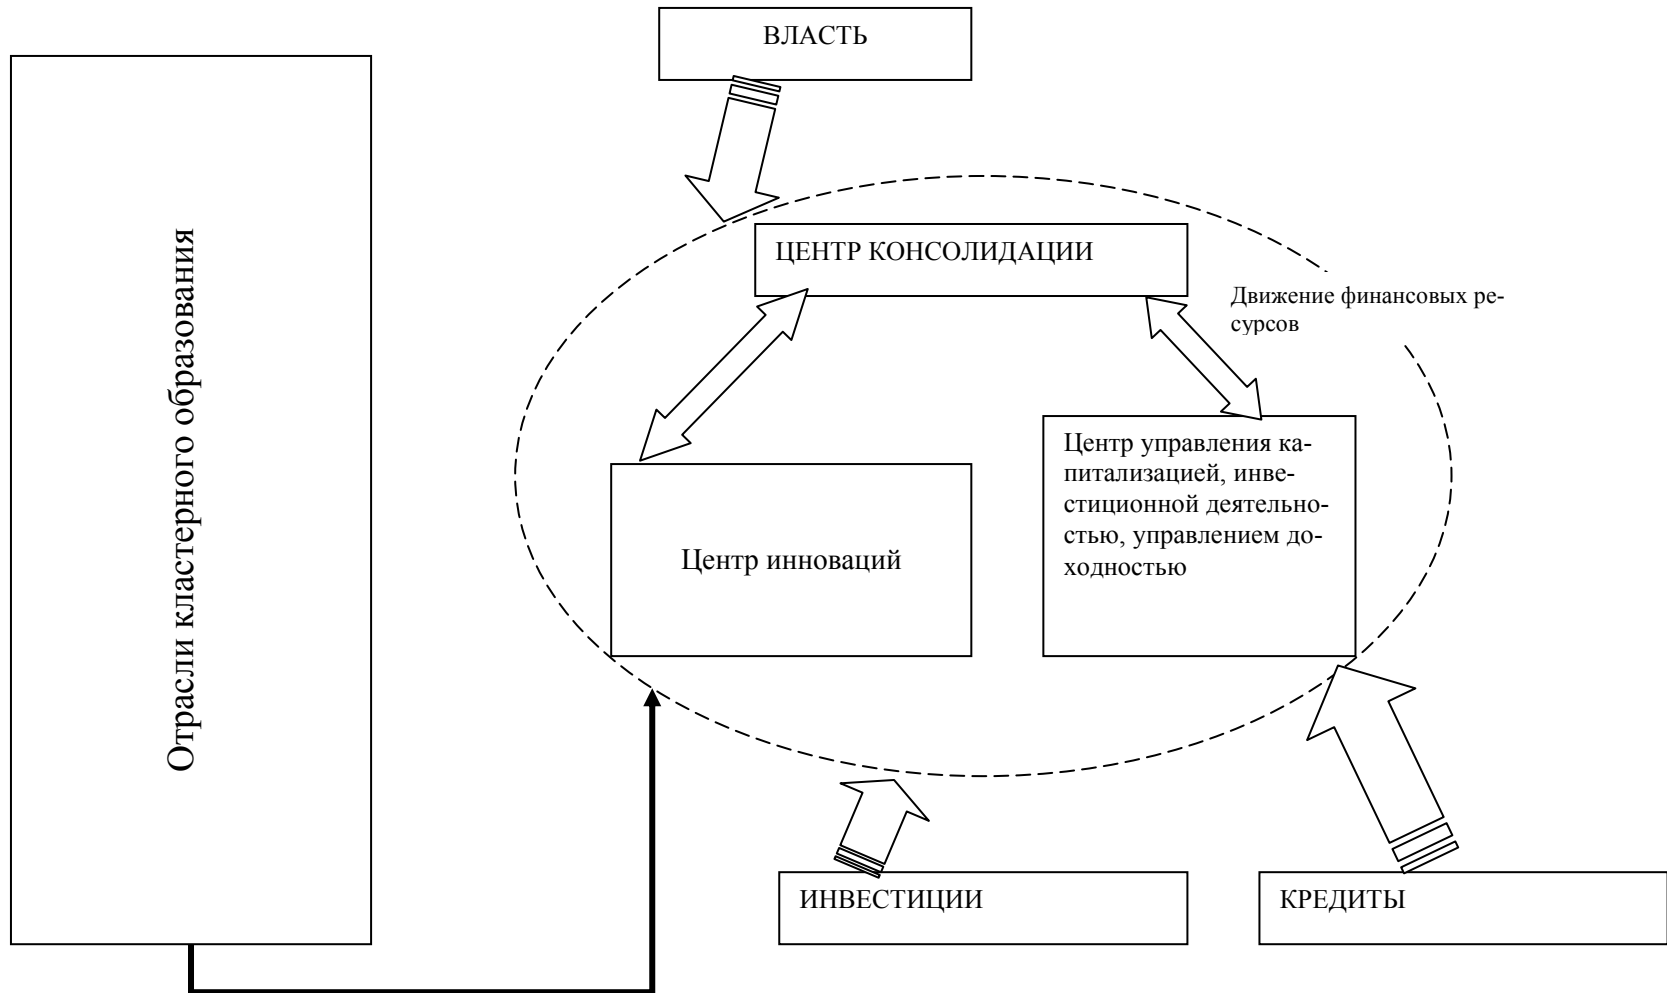 ВЛАСТЬ
Отрасли кластерного образования
ЦЕНТР КОНСОЛИДАЦИИ
Движение финансовых ре-
сурсов
Центр управления ка-
питализацией, инве-
стиционной деятельно-
стью, управлением до-
ходностью
Центр инноваций
ИНВЕСТИЦИИ
КРЕДИТЫ